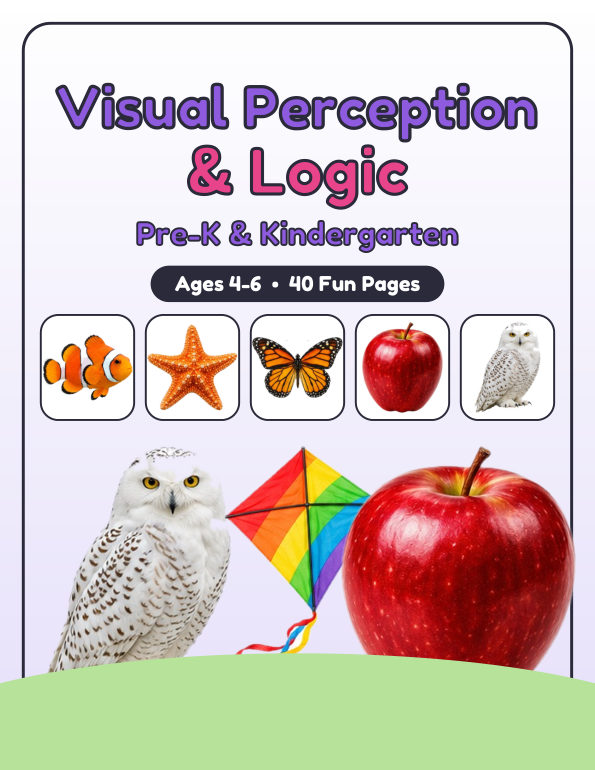 Visual Perception
& Logic
Pre-K & Kindergarten
Ages 4-6 • 40 Fun Pages